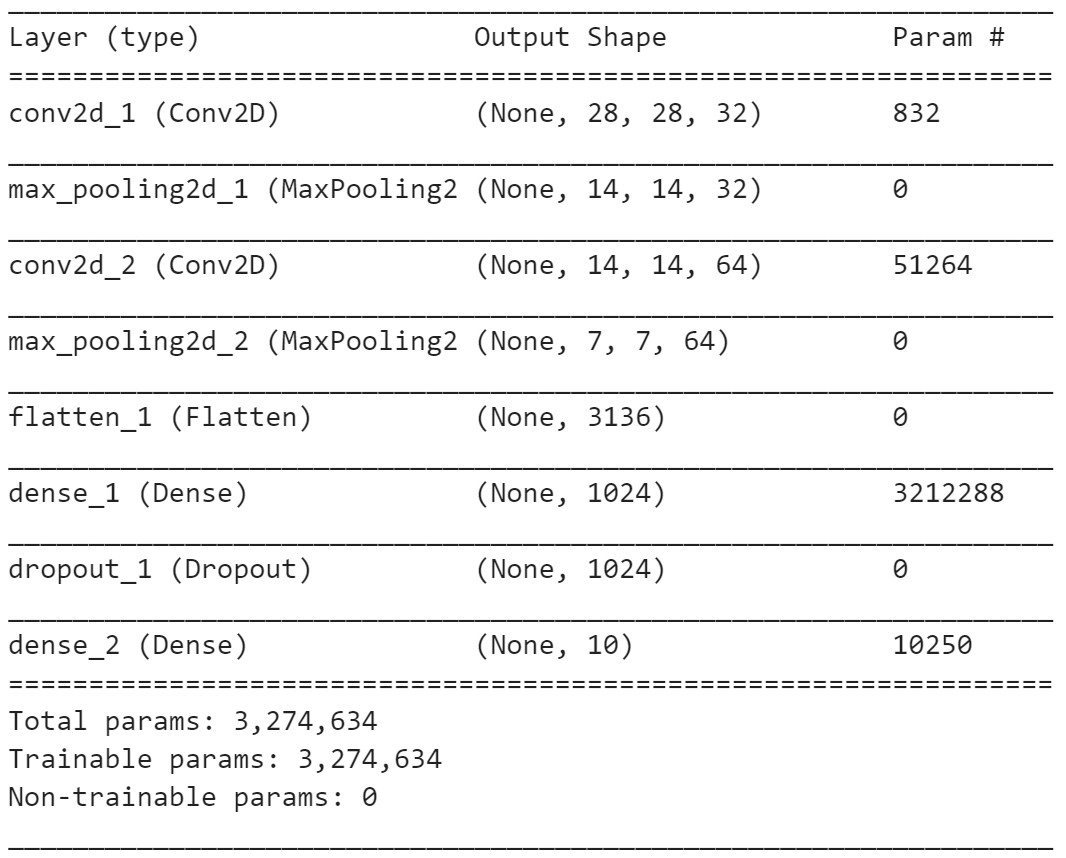 Layer (type) Output Shape Param #
=================================================================
conv2d_1 (Conv2D) (None, 28, 28, 32) 832
max_pooling2d_1 (MaxPooling2 (None, 14, 14, 32) 0
conv2d_2 (Conv2D) (None, 14, 14, 64) 51264
max_pooling2d_2 (MaxPooling2 (None, 7, 7, 64) 0
flatten_1 (Flatten) (None, 3136) 0
dense_1 (Dense) (None, 1024) 3212288
dropout_1 (Dropout) (None, 1024) 0
dense_2 (Dense) (None, 10) 10250
=================================================================
Total params: 3,274,634
Trainable params: 3,274,634
Non-trainable params: 0